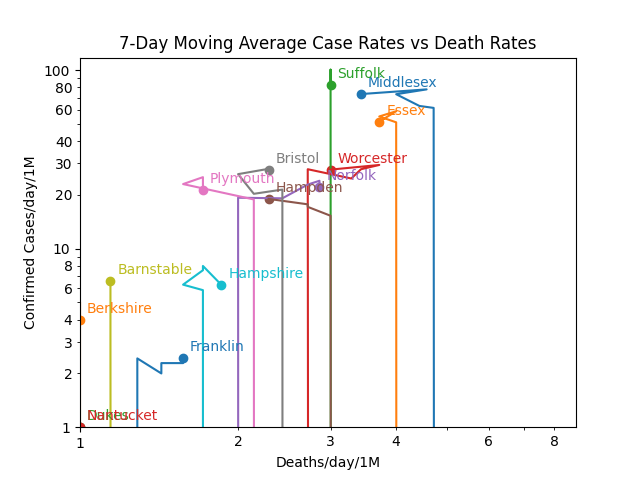 7-Day Moving Average Case Rates vs Death Rates
Confirmed Cases/day/1M
100
80
60
40
30
20
10
8
6
4
3
2
1
Suffolk
Middlesex
Essex
Bristol
Worcester
Plymouth
Norfolk
Hampden
Barnstable
Hampshire
Berkshire
Franklin
Nantucket
1
2
3
4
6
8
Deaths/day/1M